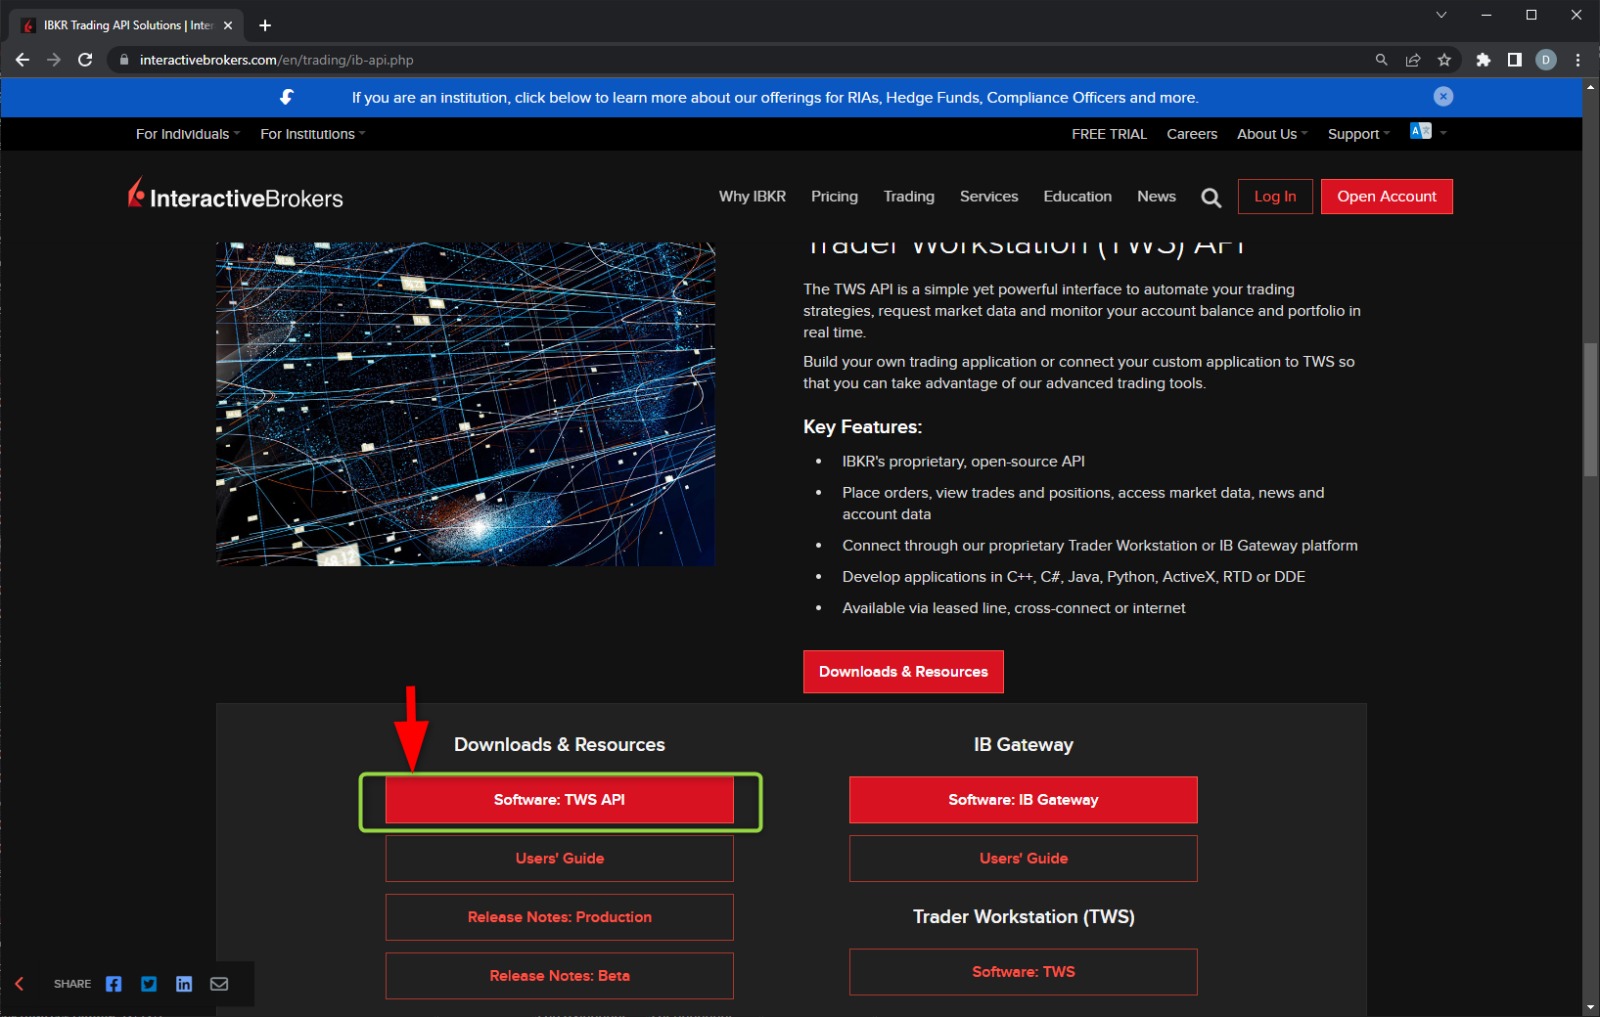 IBKR Trading API Solutions | Inter
interactivebrokers.com/en/trading/ib-api.php
D
If you are an institution, click below to learn more about our offerings for RIAs, Hedge Funds, Compliance Officers and more.
For Individuals For Institutions FREE TRIAL Careers About Us Support
InteractiveBrokers Why IBKR Pricing Trading Services Education News Log In Open Account
Trader Workstation (TWS) API
The TWS API is a simple yet powerful interface to automate your trading
strategies, request market data and monitor your account balance and portfolio in
real time.
Build your own trading application or connect your custom application to TWS so
that you can take advantage of our advanced trading tools.
Key Features:
• IBKR's proprietary, open-source API
• Place orders, view trades and positions, access market data, news and
account data
• Connect through our proprietary Trader Workstation or IB Gateway platform
• Develop applications in C++, C#, Java, Python, ActiveX, RTD or DDE
• Available via leased line, cross-connect or internet
Downloads & Resources
Downloads & Resources
Software: TWS API
Users' Guide
Release Notes: Production
Release Notes: Beta
IB Gateway
Software: IB Gateway
Users' Guide
Trader Workstation (TWS)
Software: TWS
SHARE